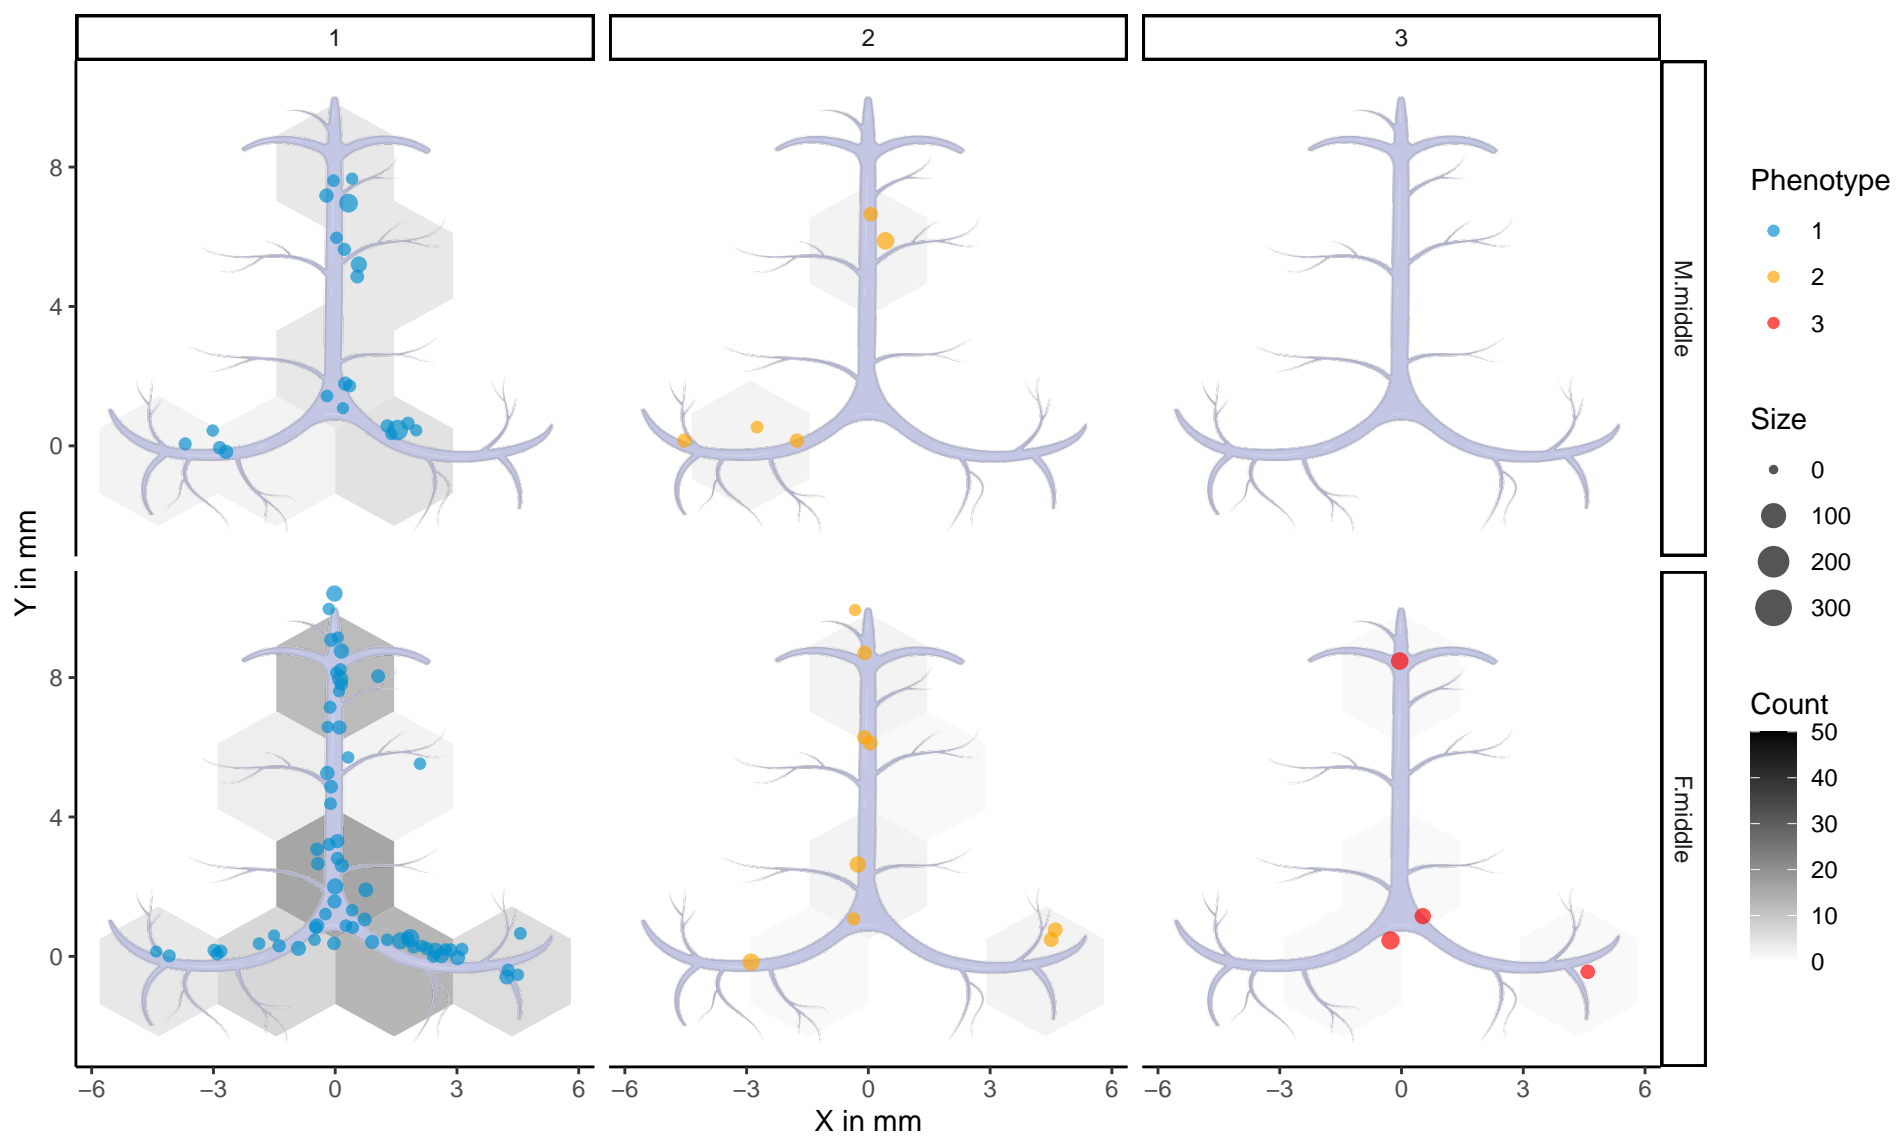 1 2 3
8
4
0
M.middle
8
4
0
F.middle
−6 −3 0 3 6 −6 −3 0 3 6 −6 −3 0 3 6
X in mm
Y in mm
Phenotype
1
2
3
Size
0
100
200
300
Count
50
40
30
20
10
0